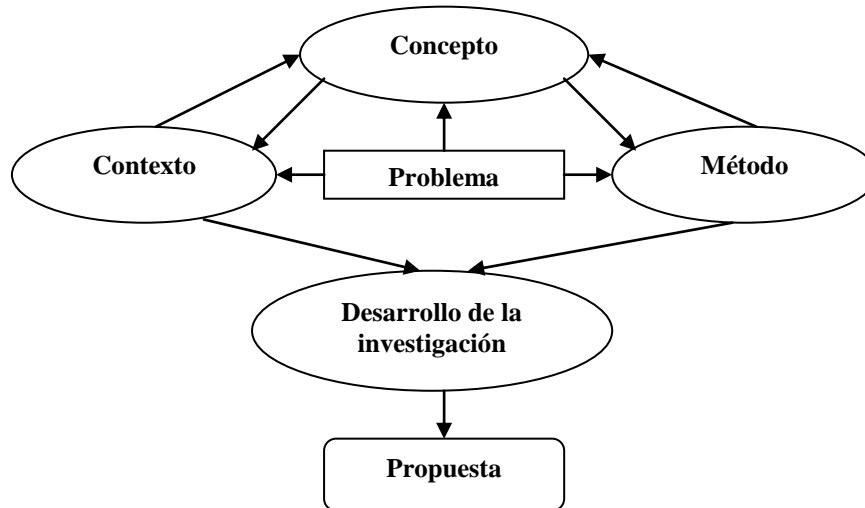 Concepto
Contexto
Problema
Método
Desarrollo de la
investigación
Propuesta